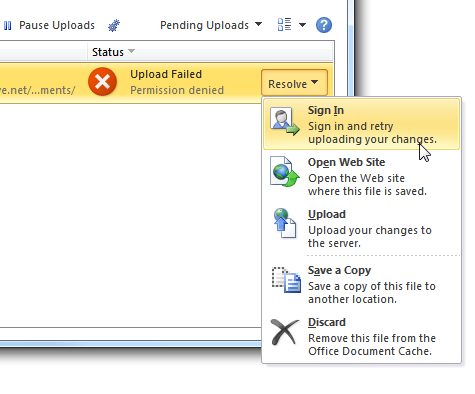 Pause Uploads
Pending Uploads
Status
Upload Failed
ve.net/...ments/ Permission denied
Resolve
Sign In
Sign in and retry
uploading your changes.
Open Web Site
Open the Web site
where this file is saved.
Upload
Upload your changes to
the server.
Save a Copy
Save a copy of this file to
another location.
Discard
Remove this file from the
Office Document Cache.